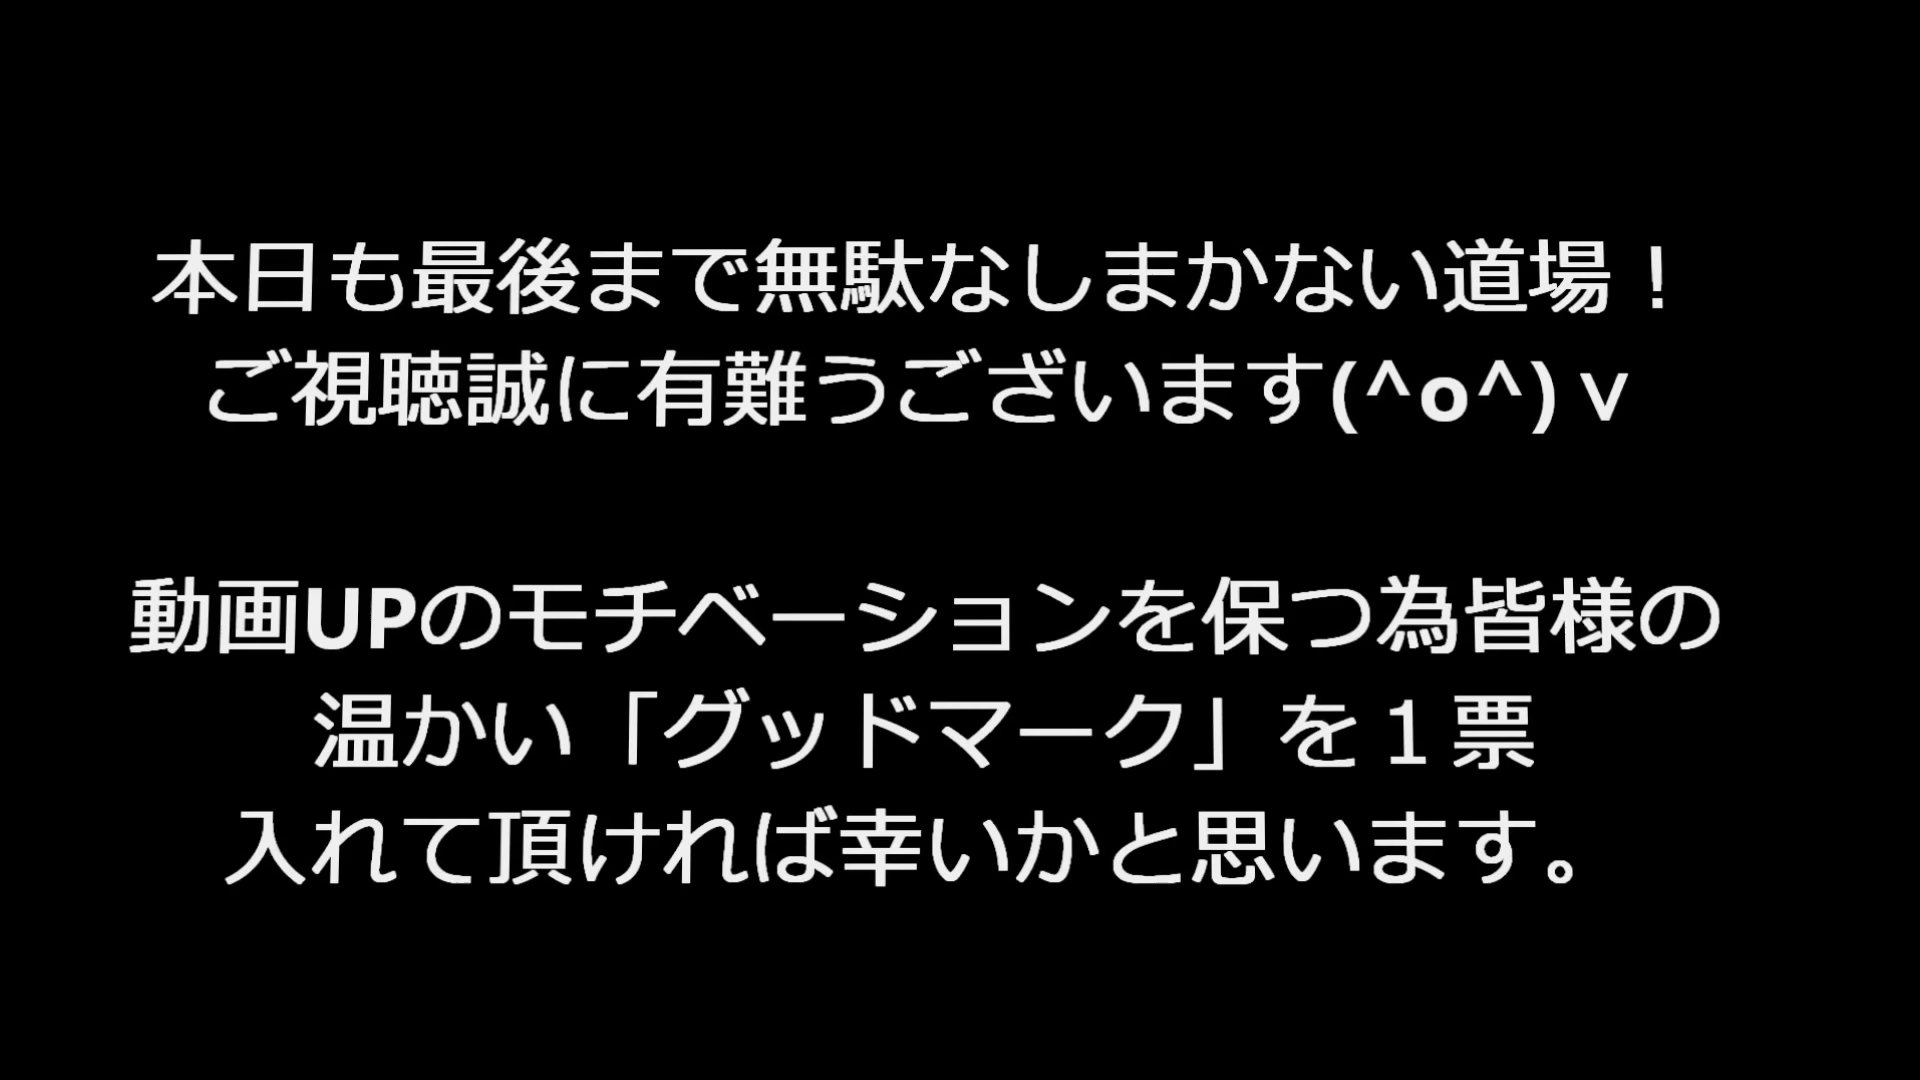 本日も最後まで無駄なしまかない道場！
ご視聴誠に有難うございます(^o^)ｖ
動画UPのモチベーションを保つ為皆様の
温かい「グッドマーク」を１票
入れて頂ければ幸いかと思います。